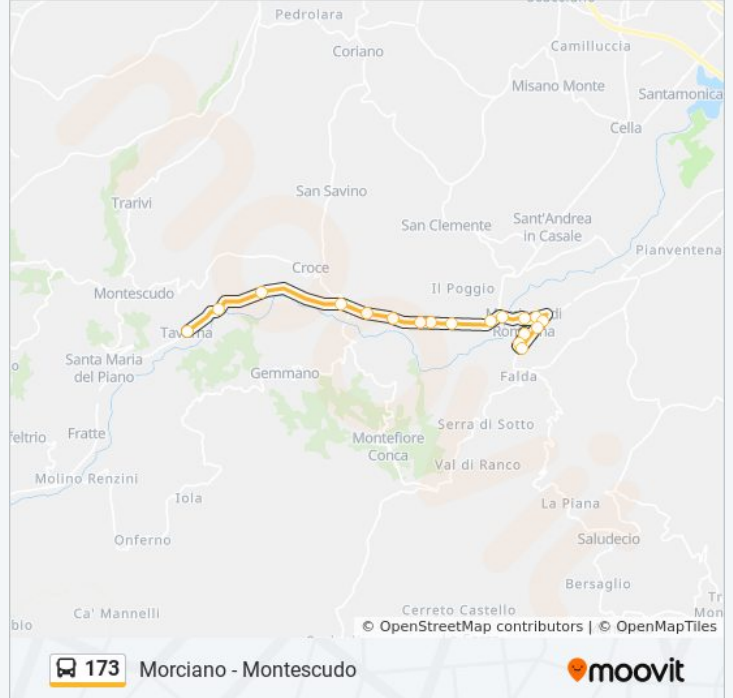 Pedrolara
Coriano
Camilluccia
Misano Monte
Santamonica
Cella
San Savino
Trarivi
San Clemente
Sant'Andrea
in Casale
Pianventena
Croce
Montescudo
Il Poggio
Taverna
Santa Maria
del Piano
Gemmano
Falda
Fratte
Montefiore
Conca
Serra di Sotto
Molino Renzini
Val di Ranco
Iola
La Piana
Onferno
Saludecio
Bersaglio
Ca' Mannelli
Cerreto Castello
© OpenStreetMap contributors | © OpenMapTiles
173 Morciano - Montescudo
moovit